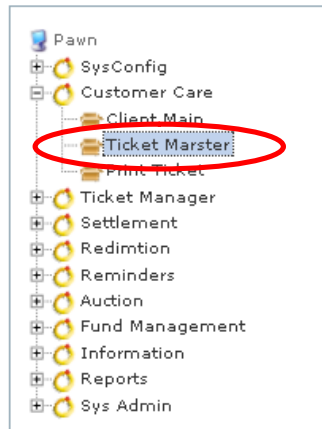 Pawn
SysConfig
Customer Care
Client Main
Ticket Marster
Print Ticket
Ticket Manager
Settlement
Redimtion
Reminders
Auction
Fund Management
Information
Reports
Sys Admin